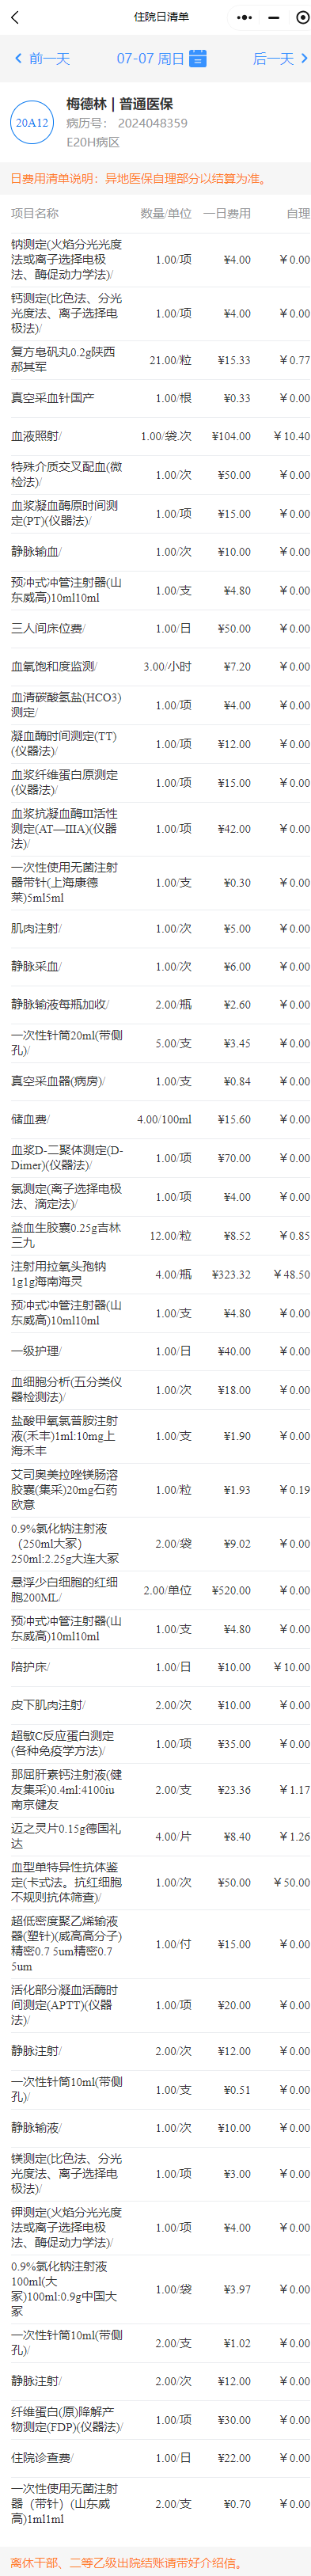 住院日清单
前一天 07-07 周日 后一天
20A12
梅德林 | 普通医保
病历号： 2024048359
E20H病区
日费用清单说明：异地医保自理部分以结算为准。
项目名称 数量/单位 一日费用 自理
钠测定(火焰分光光度
法或离子选择电极 1.00/项 ¥4.00 ￥0.00
法、酶促动力学法)/
钙测定(比色法、分光
光度法、离子选择电 1.00/项 ¥4.00 ￥0.00
极法)/
复方皂矾丸0.2g陕西 21.00/粒 ¥15.33 ￥0.77
郝其军
真空采血针国产 1.00/根 ¥0.33 ￥0.00
血液照射/ 1.00/袋.次 ¥104.00 ￥10.40
特殊介质交叉配血(微 1.00/次 ¥50.00 ￥0.00
检法)/
血浆凝血酶原时间测 1.00/项 ¥15.00 ￥0.00
定(PT)(仪器法)/
静脉输血/ 1.00/次 ¥10.00 ￥0.00
预冲式冲管注射器(山 1.00/支 ¥4.80 ￥0.00
东威高)10ml10ml
三人间床位费/ 1.00/日 ¥50.00 ￥0.00
血氧饱和度监测/ 3.00/小时 ¥7.20 ￥0.00
血清碳酸氢盐(HCO3) 1.00/项 ¥4.00 ￥0.00
测定/
凝血酶时间测定(TT) 1.00/项 ¥12.00 ￥0.00
(仪器法)/
血浆纤维蛋白原测定 1.00/项 ¥15.00 ￥0.00
(仪器法)/
血浆抗凝血酶III活性
测定(AT—IIIA)(仪器 1.00/项 ¥42.00 ￥0.00
法)/
一次性使用无菌注射
器带针(上海康德 1.00/支 ¥0.30 ￥0.00
莱)5ml5ml
肌肉注射/ 1.00/次 ¥5.00 ￥0.00
静脉采血/ 1.00/次 ¥6.00 ￥0.00
静脉输液每瓶加收/ 2.00/瓶 ¥2.60 ￥0.00
一次性针筒20ml(带侧 5.00/支 ¥3.45 ￥0.00
孔)/
真空采血器(病房)/ 1.00/支 ¥0.84 ￥0.00
储血费/ 4.00/100ml ¥15.60 ￥0.00
血浆D-二聚体测定(D- 1.00/项 ¥70.00 ￥0.00
Dimer)(仪器法)/
氯测定(离子选择电极 1.00/项 ¥4.00 ￥0.00
法、滴定法)/
益血生胶囊0.25g吉林 12.00/粒 ¥8.52 ￥0.85
三九
注射用拉氧头孢钠 4.00/瓶 ¥323.32 ￥48.50
1g1g海南海灵
预冲式冲管注射器(山 1.00/支 ¥4.80 ￥0.00
东威高)10ml10ml
一级护理/ 1.00/日 ¥40.00 ￥0.00
血细胞分析(五分类仪 1.00/次 ¥18.00 ￥0.00
器检测法)/
盐酸甲氧氯普胺注射
液(禾丰)1ml:10mg上 1.00/支 ¥1.90 ￥0.00
海禾丰
艾司奥美拉唑镁肠溶
胶囊(集采)20mg石药 1.00/粒 ¥1.93 ￥0.19
欧意
0.9%氯化钠注射液
（250ml大冢） 2.00/袋 ¥9.02 ￥0.00
250ml:2.25g大连大冢
悬浮少白细胞的红细 2.00/单位 ¥520.00 ￥0.00
胞200ML/
预冲式冲管注射器(山 1.00/支 ¥4.80 ￥0.00
东威高)10ml10ml
陪护床/ 1.00/日 ¥10.00 ￥10.00
皮下肌肉注射/ 2.00/次 ¥10.00 ￥0.00
超敏C反应蛋白测定 1.00/项 ¥35.00 ￥0.00
(各种免疫学方法)/
那屈肝素钙注射液(健
友集采)0.4ml:4100iu 2.00/支 ¥23.36 ￥1.17
南京健友
迈之灵片0.15g德国礼 4.00/片 ¥8.40 ￥1.26
达
血型单特异性抗体鉴
定(卡式法。抗红细胞 1.00/次 ¥50.00 ￥50.00
不规则抗体筛查)/
超低密度聚乙烯输液
器(塑针)(威高高分子) 1.00/付 ¥15.00 ￥0.00
精密0.7 5um精密0.7
5um
活化部分凝血活酶时
间测定(APTT)(仪器 1.00/项 ¥20.00 ￥0.00
法)/
静脉注射/ 2.00/次 ¥12.00 ￥0.00
一次性针筒10ml(带侧 1.00/支 ¥0.51 ￥0.00
孔)/
静脉输液/ 1.00/次 ¥10.00 ￥0.00
镁测定(比色法、分光
光度法、离子选择电 1.00/项 ¥3.00 ￥0.00
极法)/
钾测定(火焰分光光度
法或离子选择电极 1.00/项 ¥4.00 ￥0.00
法、酶促动力学法)/
0.9%氯化钠注射液
100ml(大 1.00/袋 ¥3.97 ￥0.00
冢)100ml:0.9g中国大
冢
一次性针筒10ml(带侧 2.00/支 ¥1.02 ￥0.00
孔)/
静脉注射/ 2.00/次 ¥12.00 ￥0.00
纤维蛋白(原)降解产 1.00/项 ¥30.00 ￥0.00
物测定(FDP)(仪器法)/
住院诊查费/ 1.00/日 ¥22.00 ￥0.00
一次性使用无菌注射
器（带针）(山东威 2.00/支 ¥0.70 ￥0.00
高)1ml1ml
离休干部、二等乙级出院结账请带好介绍信。